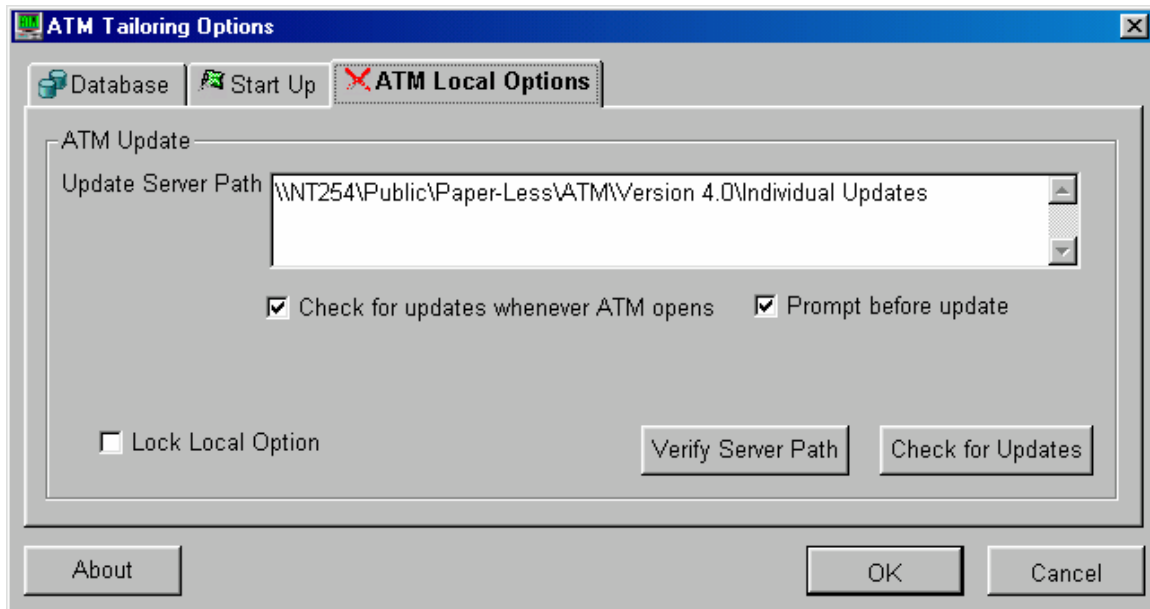 ATM Tailoring Options
Database
Start Up
ATM Local Options
ATM Update
Update Server Path
\\NT254\Public\Paper-Less\ATM\Version 4.0\Individual Updates
Check for updates whenever ATM opens
Prompt before update
Lock Local Option
Verify Server Path
Check for Updates
About
OK
Cancel